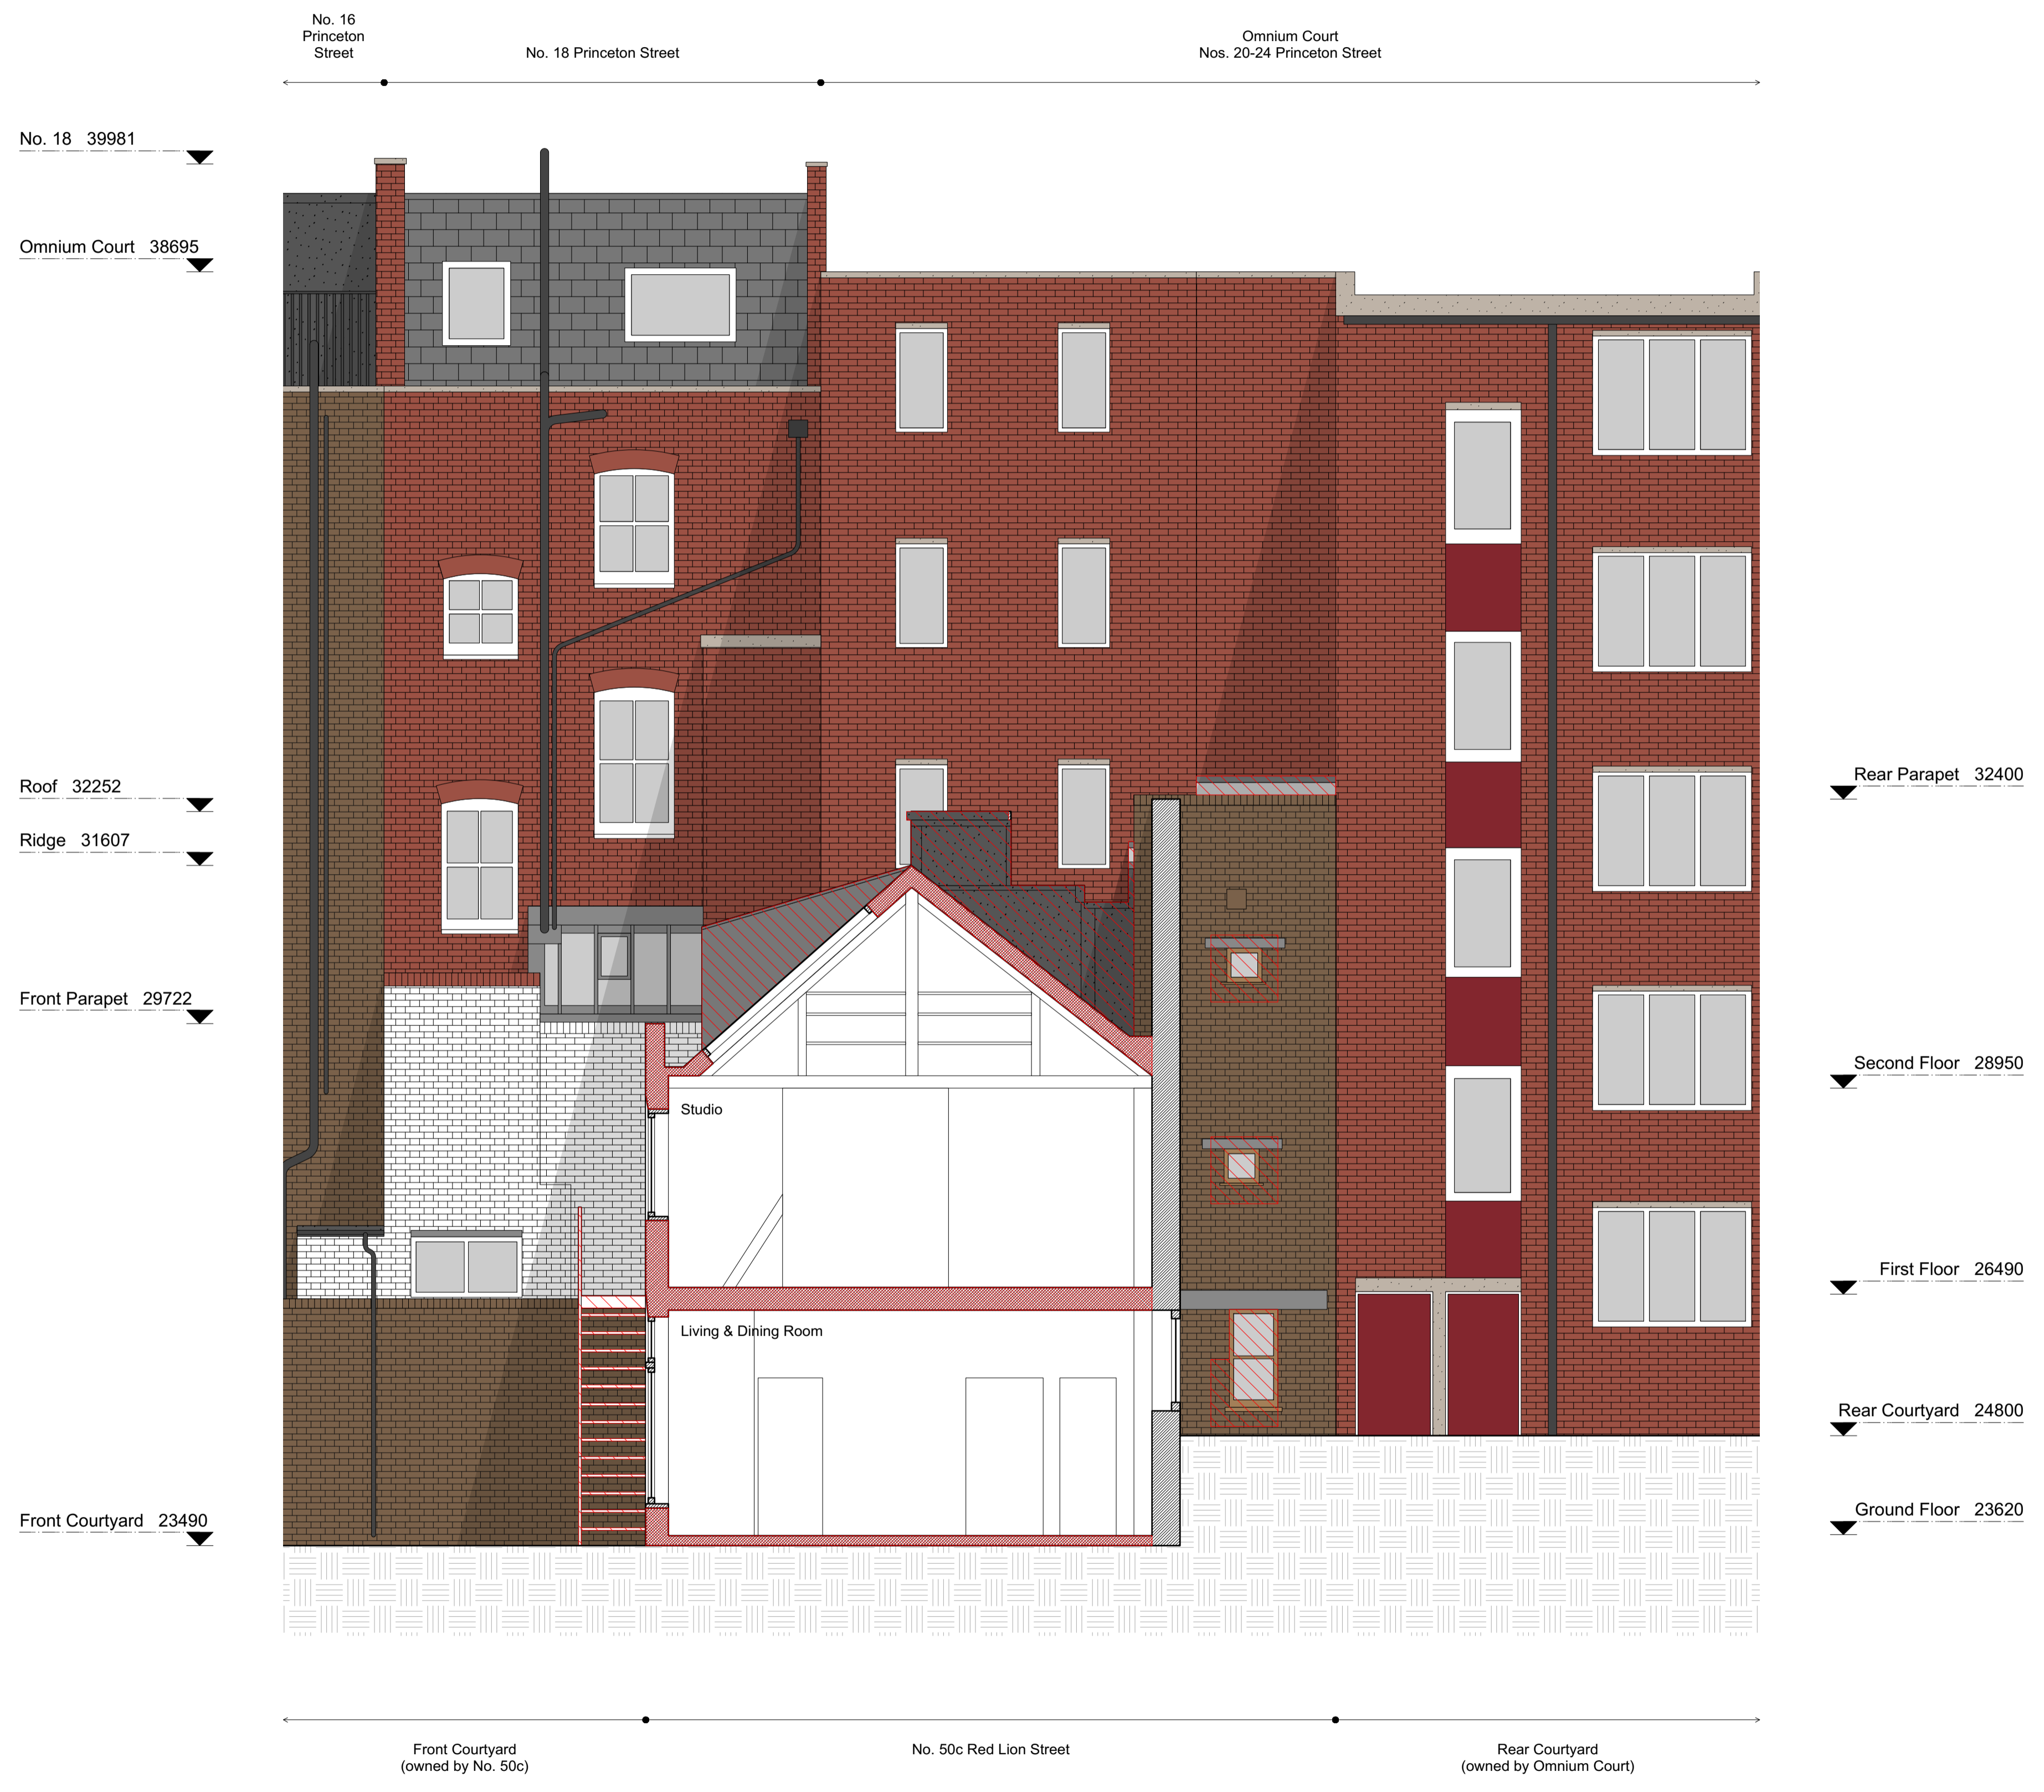 No. 16
Princeton
Street
No. 18 Princeton Street
Omnium Court
Nos. 20-24 Princeton Street
No. 18 39981
Omnium Court 38695
Roof 32252
Ridge 31607
Front Parapet 29722
Front Courtyard 23490
Rear Parapet 32400
Second Floor 28950
First Floor 26490
Rear Courtyard 24800
Ground Floor 23620
Studio
Living & Dining Room
Front Courtyard
(owned by No. 50c)
No. 50c Red Lion Street
Rear Courtyard
(owned by Omnium Court)